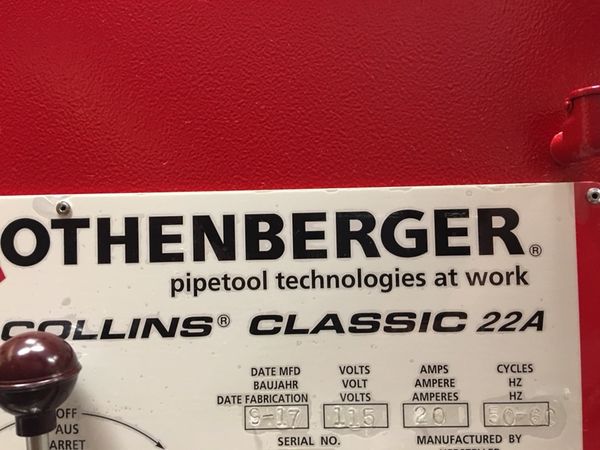 OTHENBERGER®
pipetool technologies at work
COLLINS® CLASSIC 22A
DATE MFD VOLTS AMPS CYCLES
BAUJAHR VOLT AMPERE HZ
DATE FABRICATION VOLTS AMPERES HZ
9-17 115 20 50-60
OFF
AUS
ARRET
SERIAL NO. MANUFACTURED BY